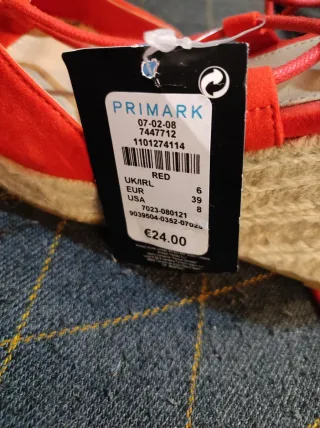 PRIMARK
07-02-08
7447712
1101274114
RED
UK/IRL 6
EUR 39
USA 8
7023-080121
€24.00